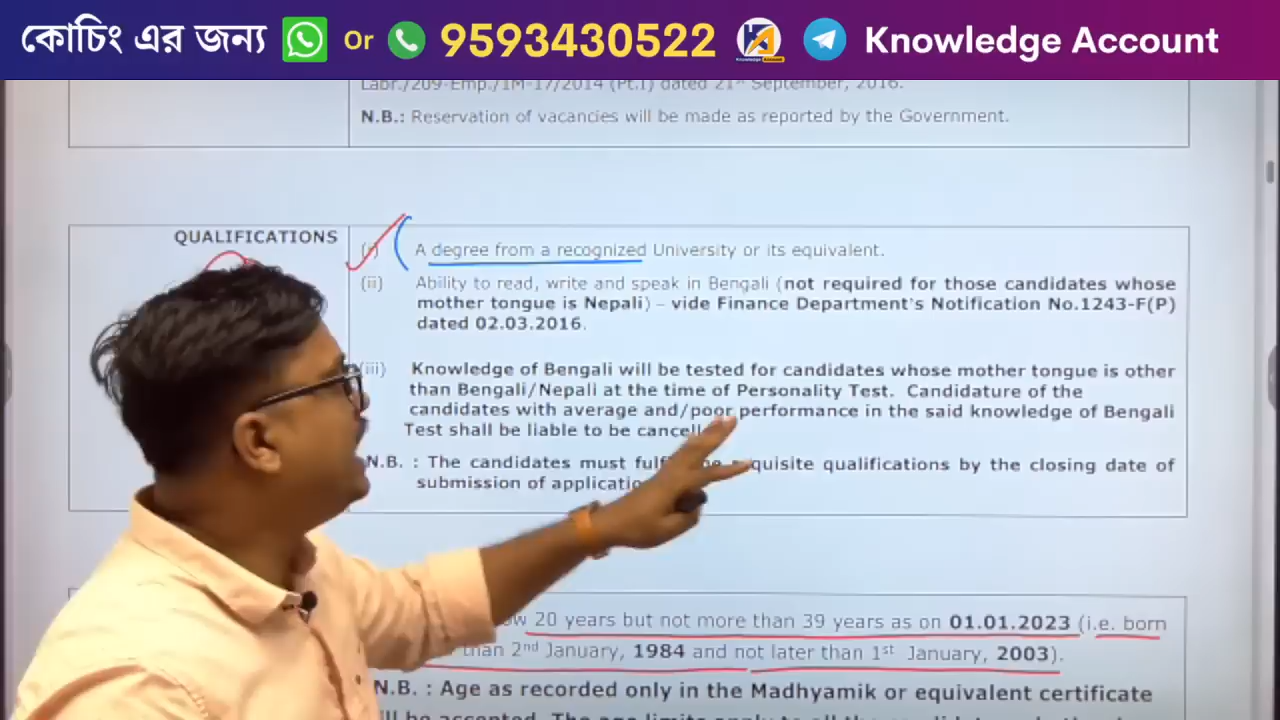 কোচিং এর জন্য Or 9593430522 Knowledge Account
Labr./209-Emp./1M-17/2014 (Pt.I) dated 21st September, 2016.
N.B.: Reservation of vacancies will be made as reported by the Government.
QUALIFICATIONS
(i) A degree from a recognized University or its equivalent.
(ii) Ability to read, write and speak in Bengali (not required for those candidates whose
mother tongue is Nepali) – vide Finance Department's Notification No.1243-F(P)
dated 02.03.2016.
(iii) Knowledge of Bengali will be tested for candidates whose mother tongue is other
than Bengali/Nepali at the time of Personality Test. Candidature of the
candidates with average and/poor performance in the said knowledge of Bengali
Test shall be liable to be
N.B. : The candidates must qualifications by the closing date of
submission of
20 years but not more than 39 years as on 01.01.2023 (i.e. born
than 2nd January, 1984 and not later than 1st January, 2003).
N.B. : Age as recorded only in the Madhyamik or equivalent certificate